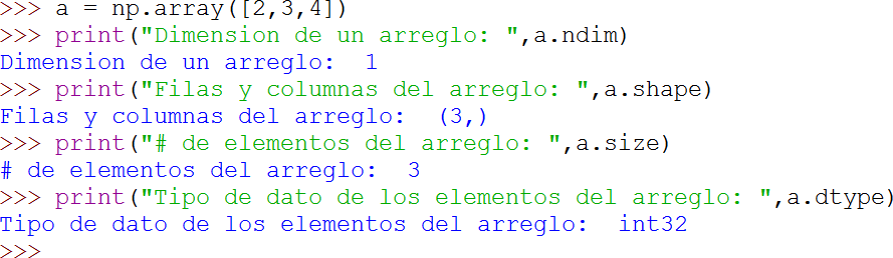 >>> a = np.array([2,3,4])
>>> print("Dimension de un arreglo: ",a.ndim)
Dimension de un arreglo:  1
>>> print("Filas y columnas del arreglo: ",a.shape)
Filas y columnas del arreglo:  (3,)
>>> print("# de elementos del arreglo: ",a.size)
# de elementos del arreglo:  3
>>> print("Tipo de dato de los elementos del arreglo: ",a.dtype)
Tipo de dato de los elementos del arreglo:  int32
>>>